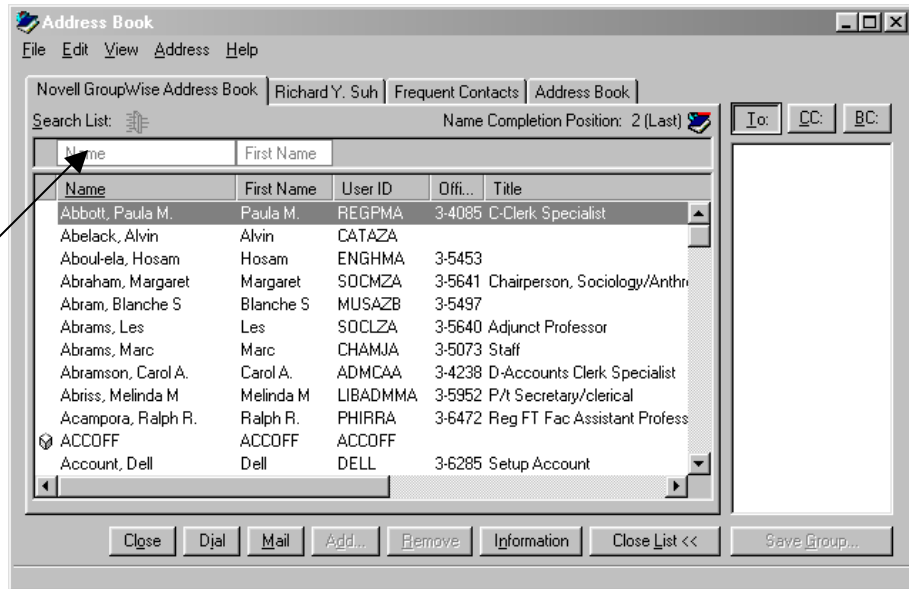 Address Book
File Edit View Address Help
Novell GroupWise Address Book Richard Y. Suh Frequent Contacts Address Book
Search List: Name Completion Position: 2 (Last) To: CC: BC:
Name First Name
Name First Name User ID Offi... Title
Abbott, Paula M. Paula M. REGPMA 3-4085 C-Clerk Specialist
Abelack, Alvin Alvin CATAZA
Aboul-ela, Hosam Hosam ENGHMA 3-5453
Abraham, Margaret Margaret SOCMZA 3-5641 Chairperson, Sociology/Anthr
Abram, Blanche S Blanche S MUSAZB 3-5497
Abrams, Les Les SOCLZA 3-5640 Adjunct Professor
Abrams, Marc Marc CHAMJA 3-5073 Staff
Abramson, Carol A. Carol A. ADMCAA 3-4238 D-Accounts Clerk Specialist
Abriss, Melinda M Melinda M LIBADMMA 3-5952 P/t Secretary/clerical
Acampora, Ralph R. Ralph R. PHIRRA 3-6472 Reg FT Fac Assistant Profess
ACCOFF ACCOFF ACCOFF
Account, Dell Dell DELL 3-6285 Setup Account
Close Dial Mail Add... Remove Information Close List << Save Group...